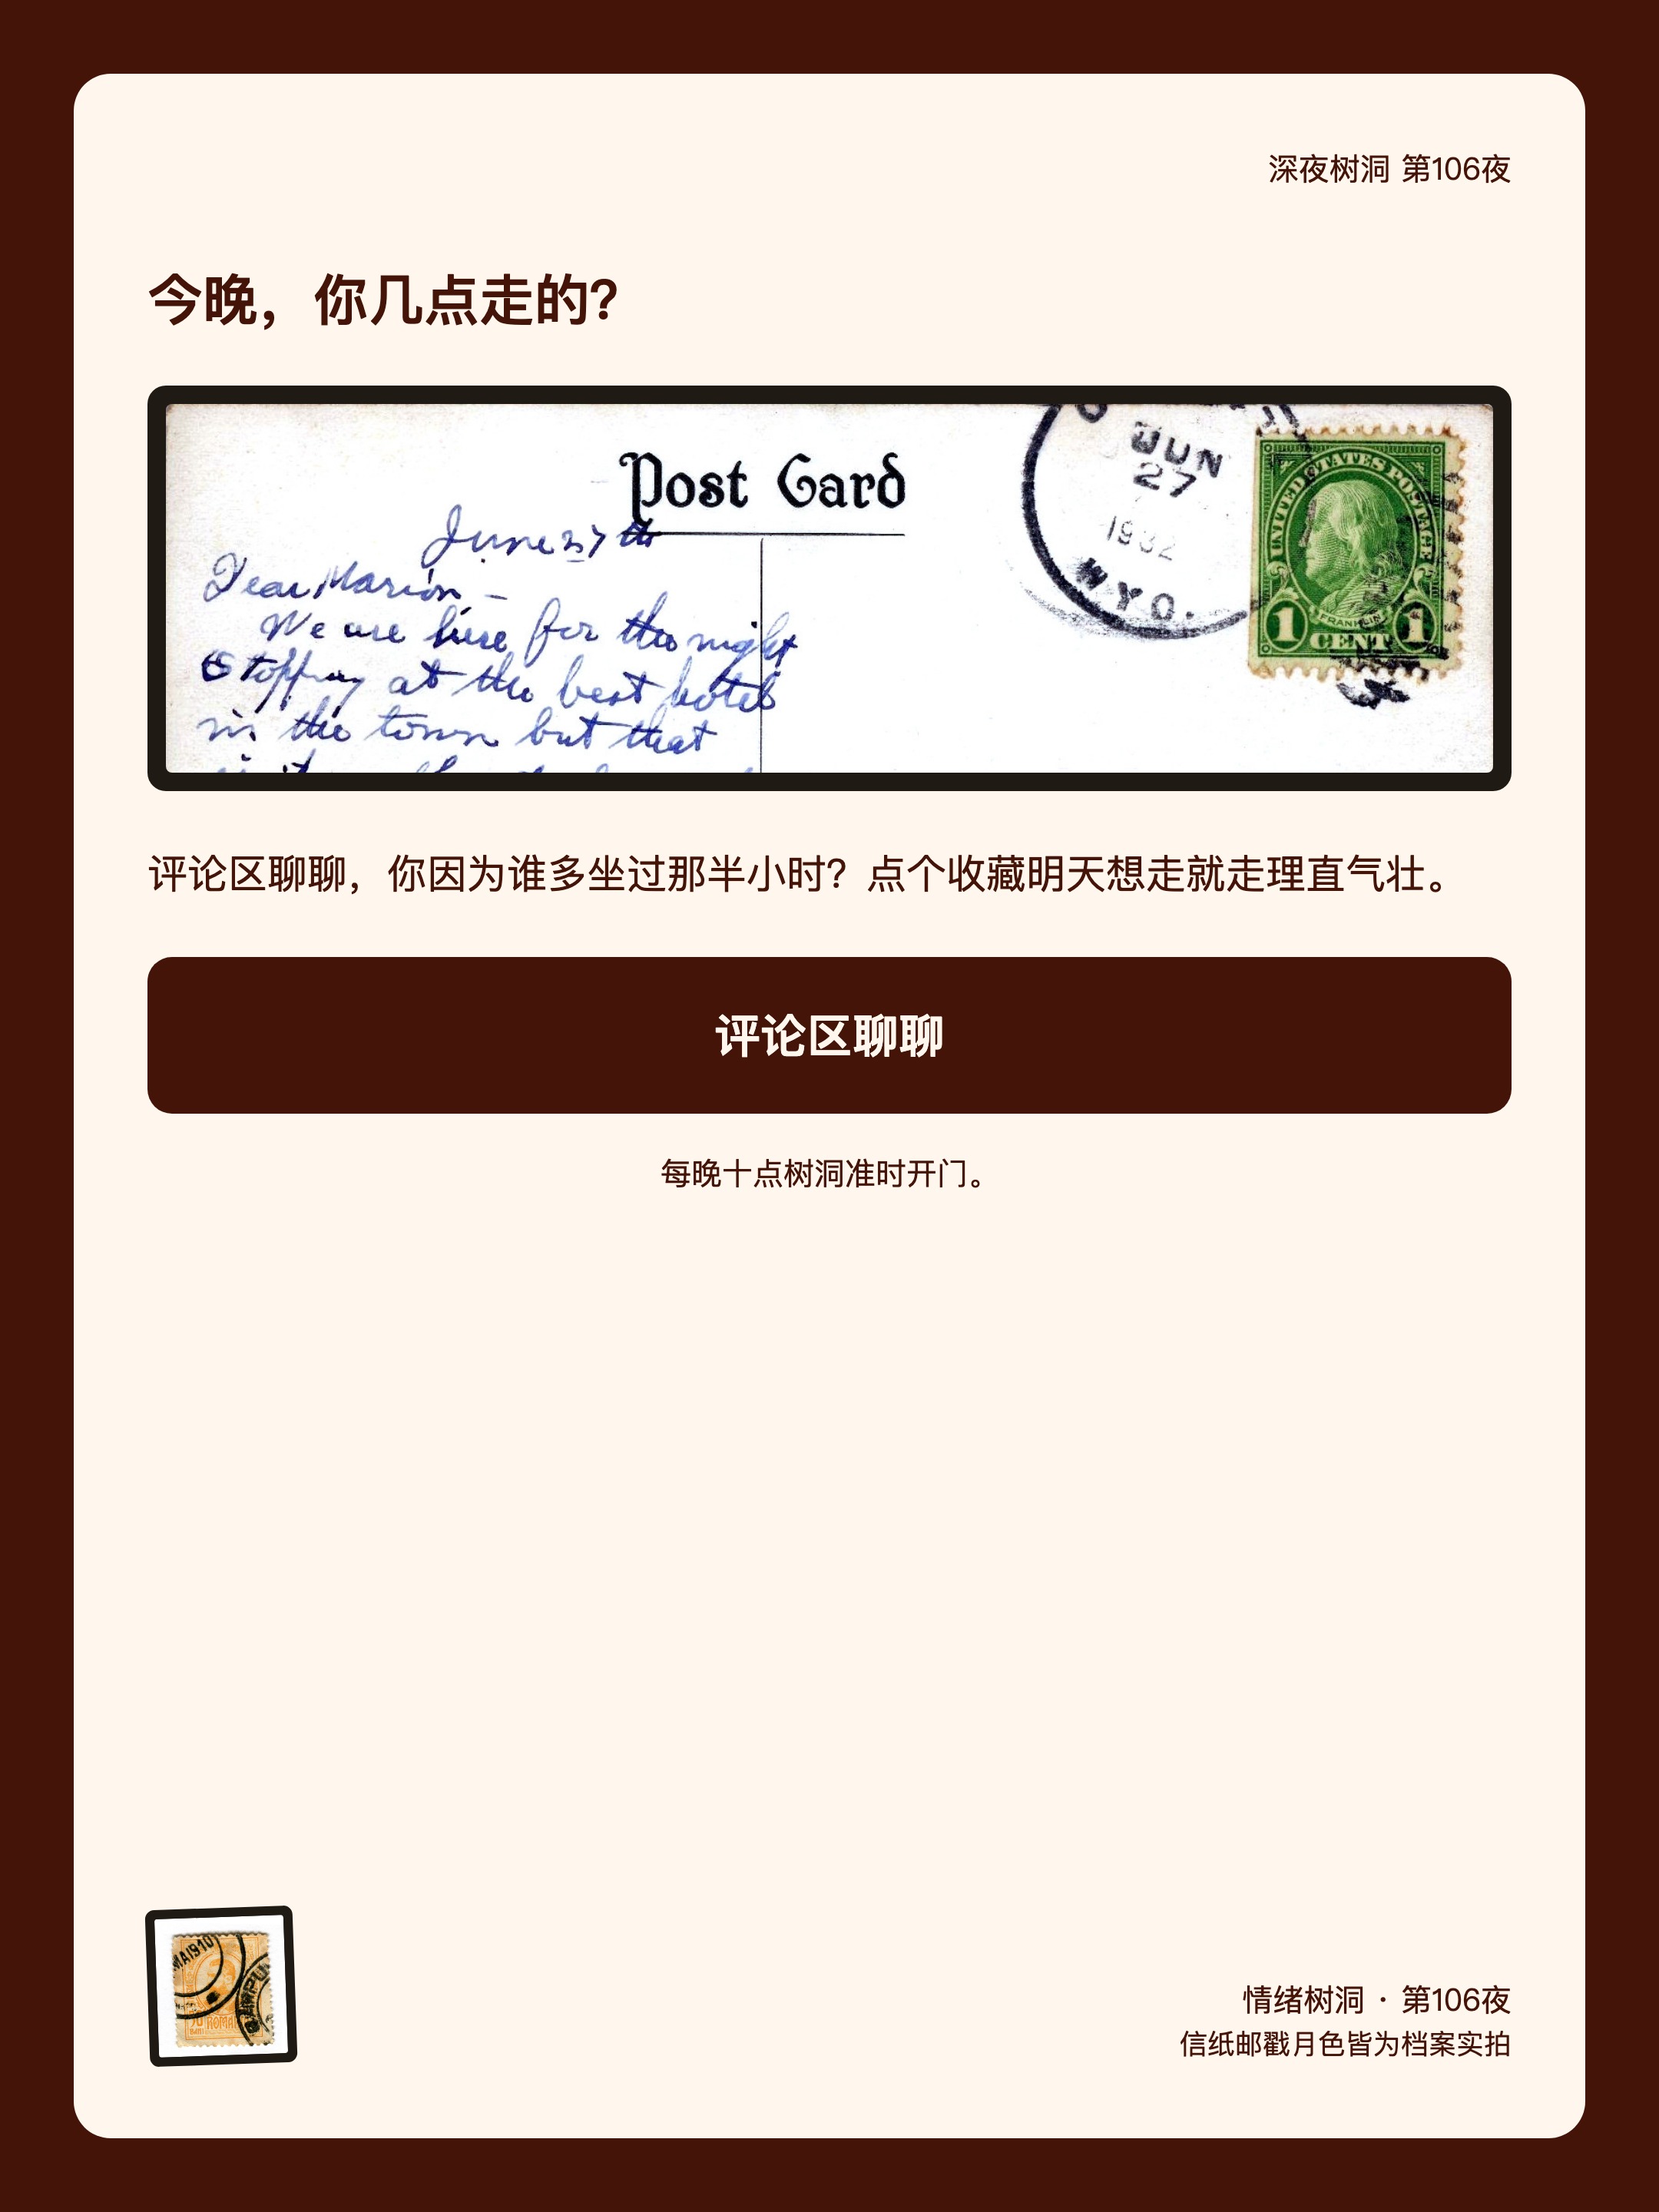 深夜树洞 第106夜
今晚，你几点走的？
Post Card
JUN
27
1932
WYO.
UNITED STATES POSTAGE
FRANKLIN
1 CENT 1
June 27th
Dear Marion –
We are here for the night
Stopping at the best hotel
in the town but that
评论区聊聊，你因为谁多坐过那半小时？点个收藏明天想走就走理直气壮。
评论区聊聊
每晚十点树洞准时开门。
MAI910
ROMA
情绪树洞 · 第106夜
信纸邮戳月色皆为档案实拍